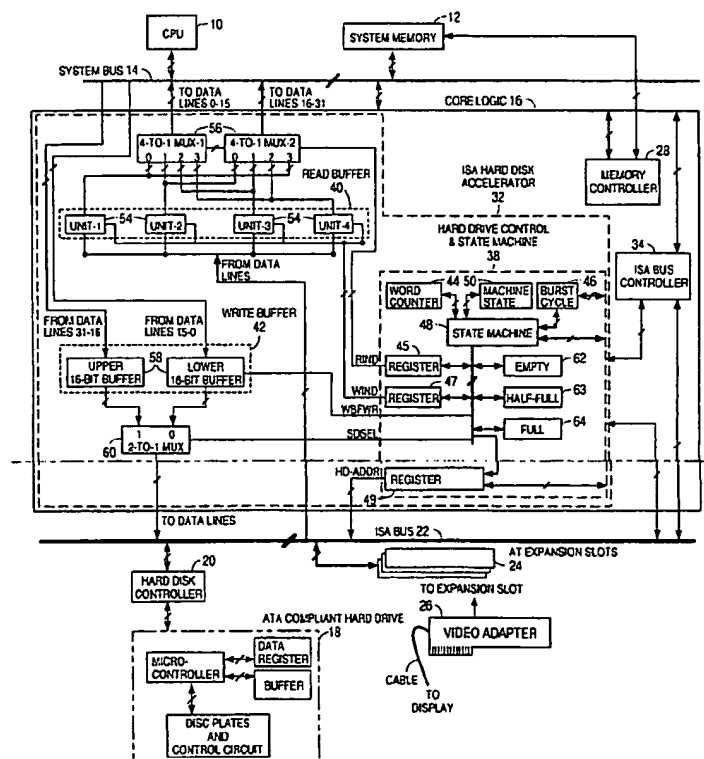 10
CPU
12
SYSTEM MEMORY
SYSTEM BUS 14
TO DATA
LINES 0-15
TO DATA
LINES 16-31
CORE LOGIC 16
56
4-TO-1 MUX-1
0 1 2 3
4-TO-1 MUX-2
0 1 2 3
28
MEMORY
CONTROLLER
READ BUFFER
40
ISA HARD DISK
ACCELERATOR
32
54
UNIT-1
UNIT-2
54
UNIT-3
UNIT-4
HARD DRIVE CONTROL
& STATE MACHINE
38
34
ISA BUS
CONTROLLER
FROM DATA
LINES
44
WORD
COUNTER
50
MACHINE
STATE
46
BURST
CYCLE
48
STATE MACHINE
FROM DATA
LINES 31-16
FROM DATA
LINES 15-0
WRITE BUFFER
42
UPPER
16-BIT BUFFER
58
LOWER
16-BIT BUFFER
RIND
45
REGISTER
EMPTY
62
WIND
47
REGISTER
HALF-FULL
63
WBFWR
FULL
64
1 0
2-TO-1 MUX
60
SDSEL
HD-ADDR
REGISTER
49
TO DATA LINES
ISA BUS 22
20
HARD DISK
CONTROLLER
AT EXPANSION SLOTS
24
TO EXPANSION SLOT
26
VIDEO ADAPTER
CABLE
TO
DISPLAY
ATA COMPLIANT HARD DRIVE
18
MICRO-
CONTROLLER
DATA
REGISTER
BUFFER
DISC PLATES
AND
CONTROL CIRCUIT